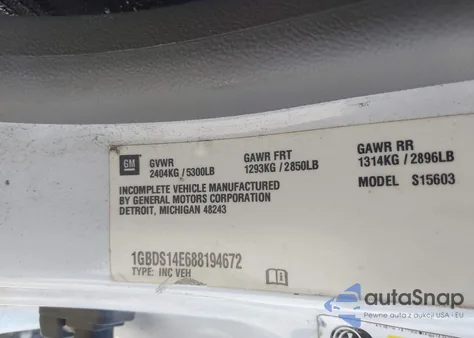 GM
GVWR
2404KG / 5300LB
GAWR FRT
1293KG / 2850LB
GAWR RR
1314KG / 2896LB
INCOMPLETE VEHICLE MANUFACTURED
BY GENERAL MOTORS CORPORATION
DETROIT, MICHIGAN 48243
MODEL S15603
1GBDS14E688194672
TYPE: INC VEH
autaSnap
Pewne auta z aukcji USA - EU